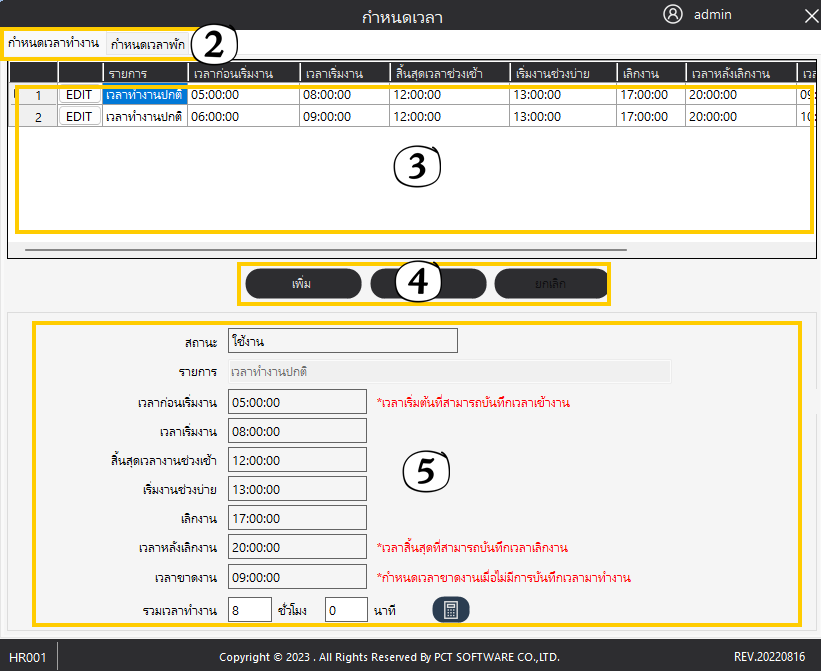 กำหนดเวลา
admin
กำหนดเวลาทำงาน กำหนดเวลาพัก 2
รายการ เวลาก่อนเริ่มงาน เวลาเริ่มงาน สิ้นสุดเวลาช่วงเช้า เริ่มงานช่วงบ่าย เลิกงาน เวลาหลังเลิกงาน
1 EDIT เวลาทำงานปกติ 05:00:00 08:00:00 12:00:00 13:00:00 17:00:00 20:00:00
2 EDIT เวลาทำงานปกติ 06:00:00 09:00:00 12:00:00 13:00:00 17:00:00 20:00:00
3
เพิ่ม 4 ยกเลิก
สถานะ ใช้งาน
รายการ เวลาทำงานปกติ
เวลาก่อนเริ่มงาน 05:00:00 *เวลาเริ่มต้นที่สามารถบันทึกเวลาเข้างาน
เวลาเริ่มงาน 08:00:00
สิ้นสุดเวลางานช่วงเช้า 12:00:00
5
เริ่มงานช่วงบ่าย 13:00:00
เลิกงาน 17:00:00
เวลาหลังเลิกงาน 20:00:00 *เวลาสิ้นสุดที่สามารถบันทึกเวลาเลิกงาน
เวลาขาดงาน 09:00:00 *กำหนดเวลาขาดงานเมื่อไม่มีการบันทึกเวลามาทำงาน
รวมเวลาทำงาน 8 ชั่วโมง 0 นาที
HR001 Copyright © 2023 . All Rights Reserved By PCT SOFTWARE CO.,LTD. REV.20220816